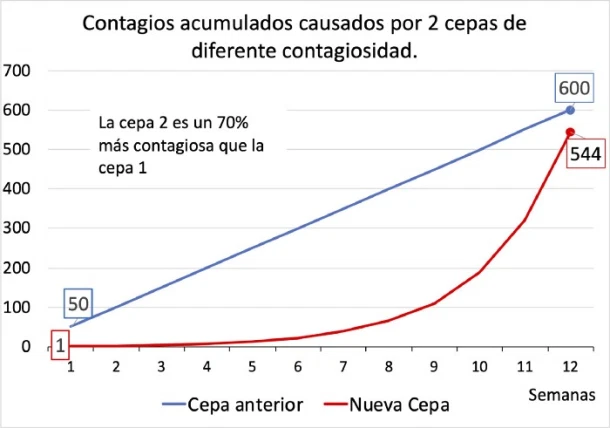 Contagios acumulados causados por 2 cepas de
diferente contagiosidad.
700
600
600
La cepa 2 es un 70%
más contagiosa que la
cepa 1
500
544
400
300
200
100
50
0
1
1 2 3 4 5 6 7 8 9 10 11 12
Semanas
Cepa anterior Nueva Cepa